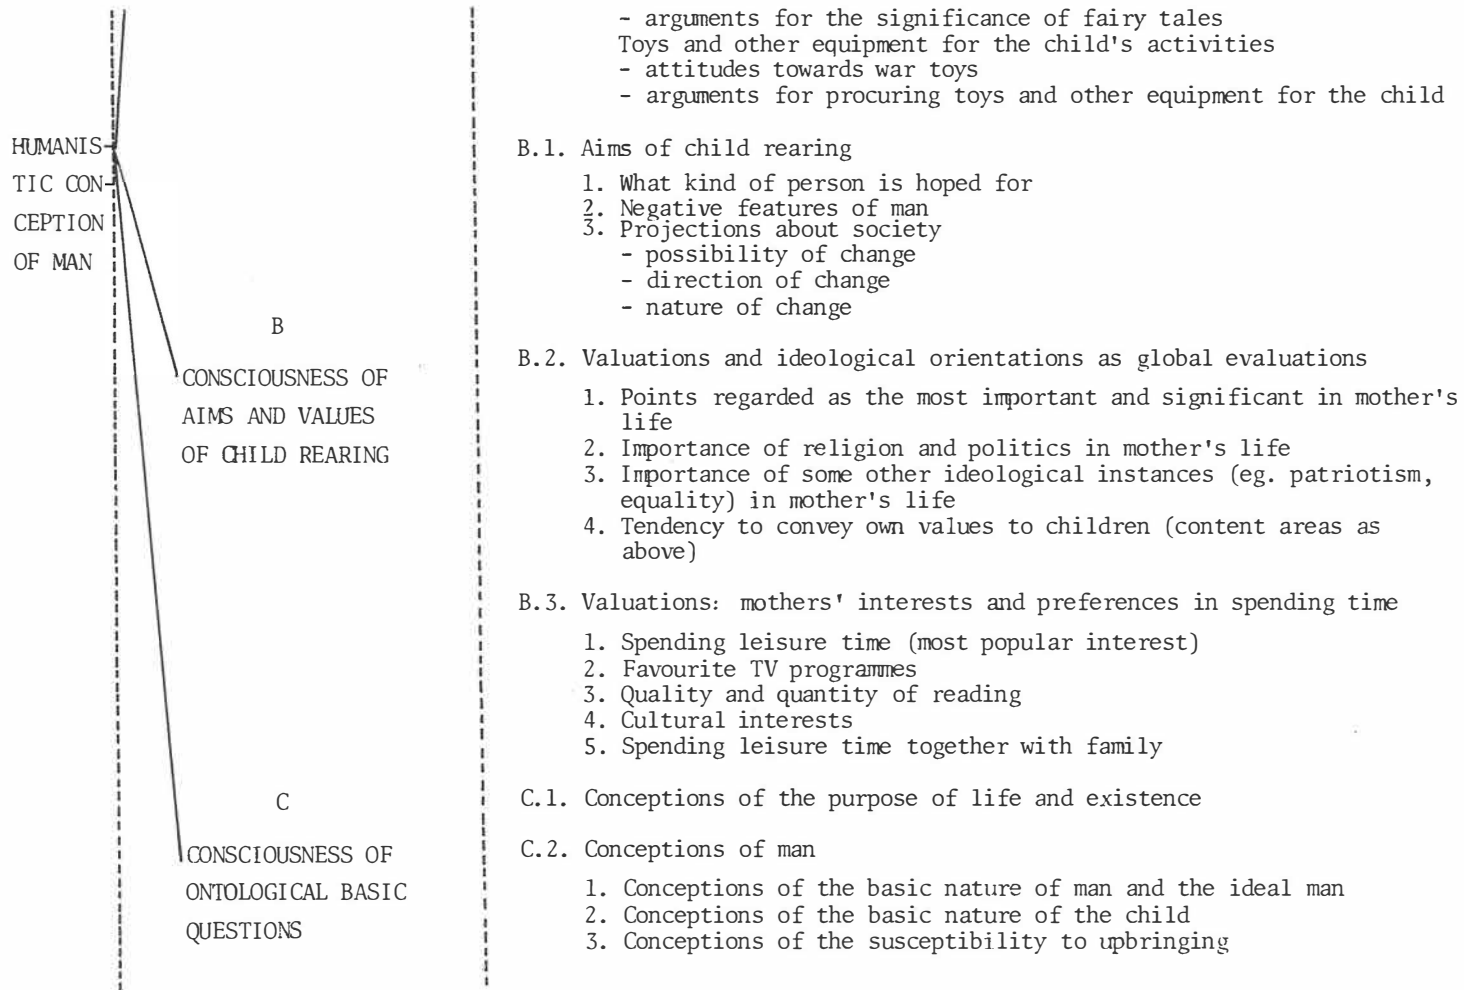 - arguments for the significance of fairy tales
Toys and other equipment for the child's activities
- attitudes towards war toys
- arguments for procuring toys and other equipment for the child
HUMANIS-
TIC CON-
CEPTION
OF MAN
B
CONSCIOUSNESS OF
AIMS AND VALUES
OF CHILD REARING
C
CONSCIOUSNESS OF
ONTOLOGICAL BASIC
QUESTIONS
B.1. Aims of child rearing
1. What kind of person is hoped for
2. Negative features of man
3. Projections about society
- possibility of change
- direction of change
- nature of change
B.2. Valuations and ideological orientations as global evaluations
1. Points regarded as the most important and significant in mother's
life
2. Importance of religion and politics in mother's life
3. Importance of some other ideological instances (eg. patriotism,
equality) in mother's life
4. Tendency to convey own values to children (content areas as
above)
B.3. Valuations: mothers' interests and preferences in spending time
1. Spending leisure time (most popular interest)
2. Favourite TV programmes
3. Quality and quantity of reading
4. Cultural interests
5. Spending leisure time together with family
C.1. Conceptions of the purpose of life and existence
C.2. Conceptions of man
1. Conceptions of the basic nature of man and the ideal man
2. Conceptions of the basic nature of the child
3. Conceptions of the susceptibility to upbringing